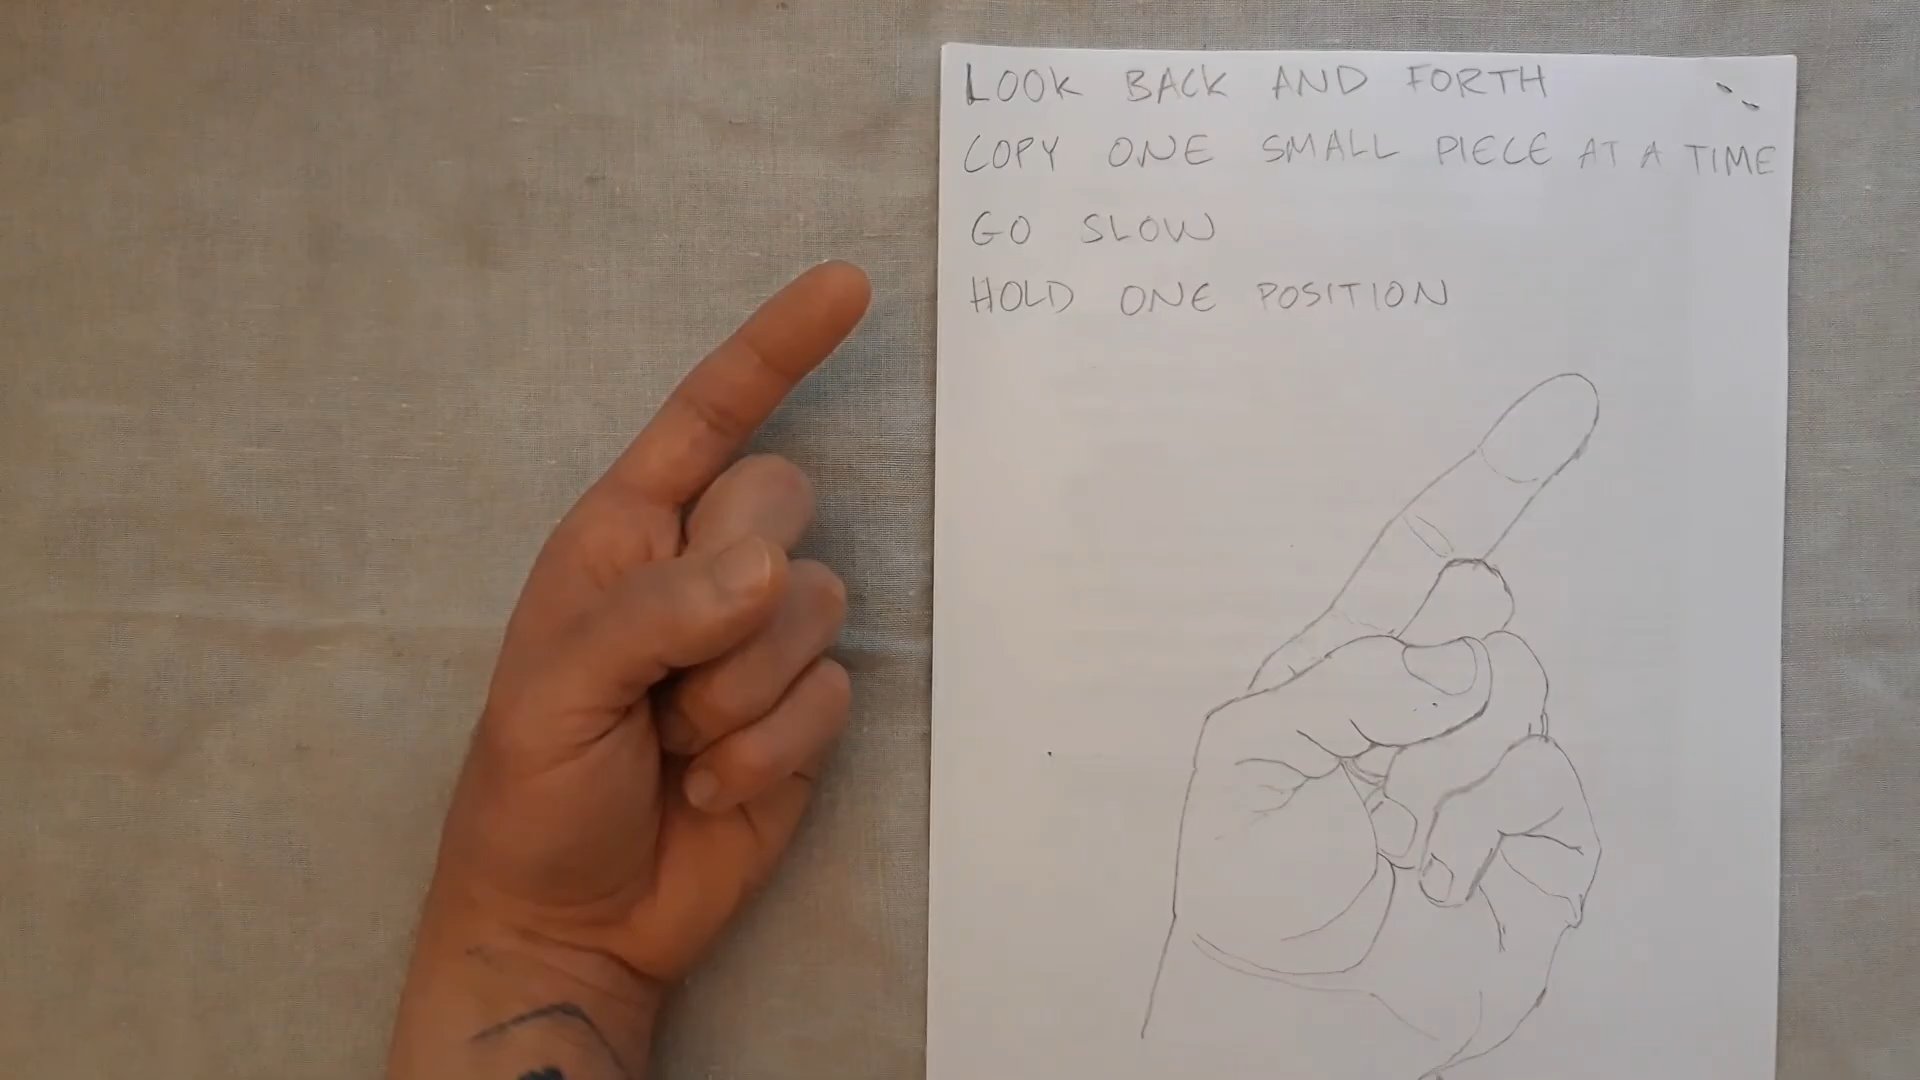 LOOK BACK AND FORTH
COPY ONE SMALL PIECE AT A TIME
GO SLOW
HOLD ONE POSITION